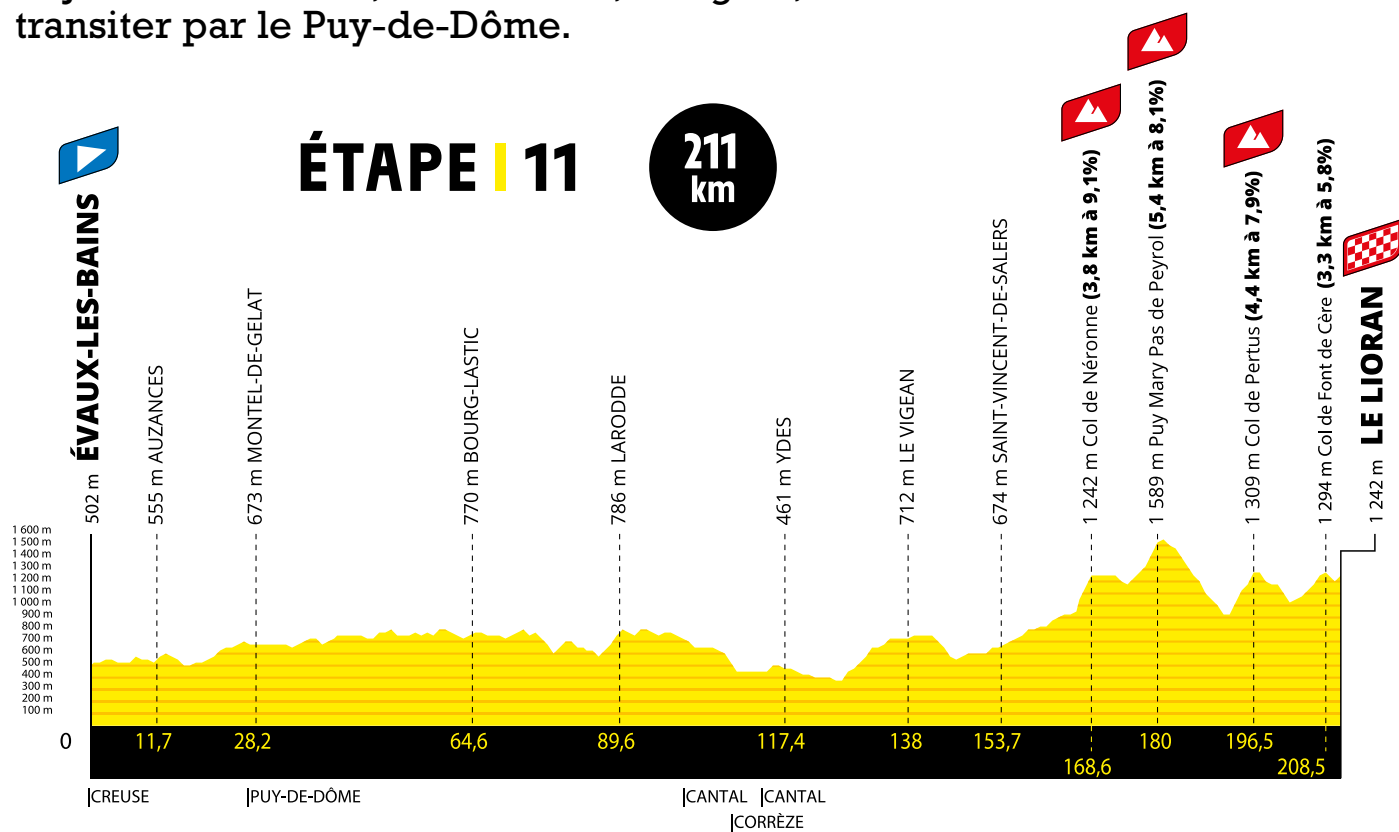 transiter par le Puy-de-Dôme.
ÉTAPE | 11
211
km
502 m ÉVAUX-LES-BAINS
555 m AUZANCES
673 m MONTEL-DE-GELAT
770 m BOURG-LASTIC
786 m LARODDE
461 m YDES
712 m LE VIGEAN
674 m SAINT-VINCENT-DE-SALERS
1 242 m Col de Néronne (3,8 km à 9,1%)
1 589 m Puy Mary Pas de Peyrol (5,4 km à 8,1%)
1 309 m Col de Pertus (4,4 km à 7,9%)
1 294 m Col de Font de Cère (3,3 km à 5,8%)
1 242 m LE LIORAN
1 600 m
1 500 m
1 400 m
1 300 m
1 200 m
1 100 m
1 000 m
900 m
800 m
700 m
600 m
500 m
400 m
300 m
200 m
100 m
0
11,7
28,2
64,6
89,6
117,4
138
153,7
168,6
180
196,5
208,5
CREUSE
PUY-DE-DÔME
CANTAL
CORRÈZE
CANTAL